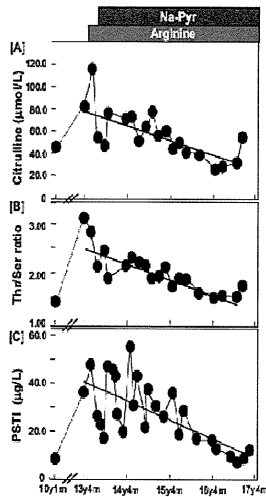 Na-Pyr
Arginine
[A]
Citrulline (μmol/L)
120.0
100.0
80.0
60.0
40.0
20.0
0
[B]
Thr/Ser ratio
3.00
2.00
1.00
[C]
PSTI (μg/L)
60.0
40.0
20.0
0.0
10y1m 13y4m 14y4m 15y4m 16y4m 17y4m